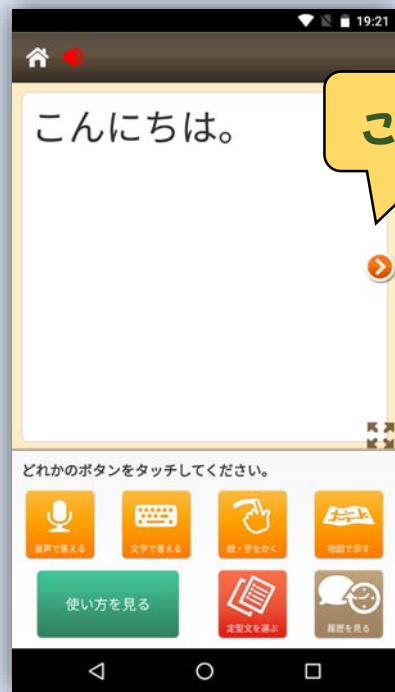 19:21
こんにちは。
こ
どれかのボタンをタッチしてください。
音声で答える
文字で答える
絵・字をかく
地図で示す
使い方を見る
定型文を選ぶ
履歴を見る